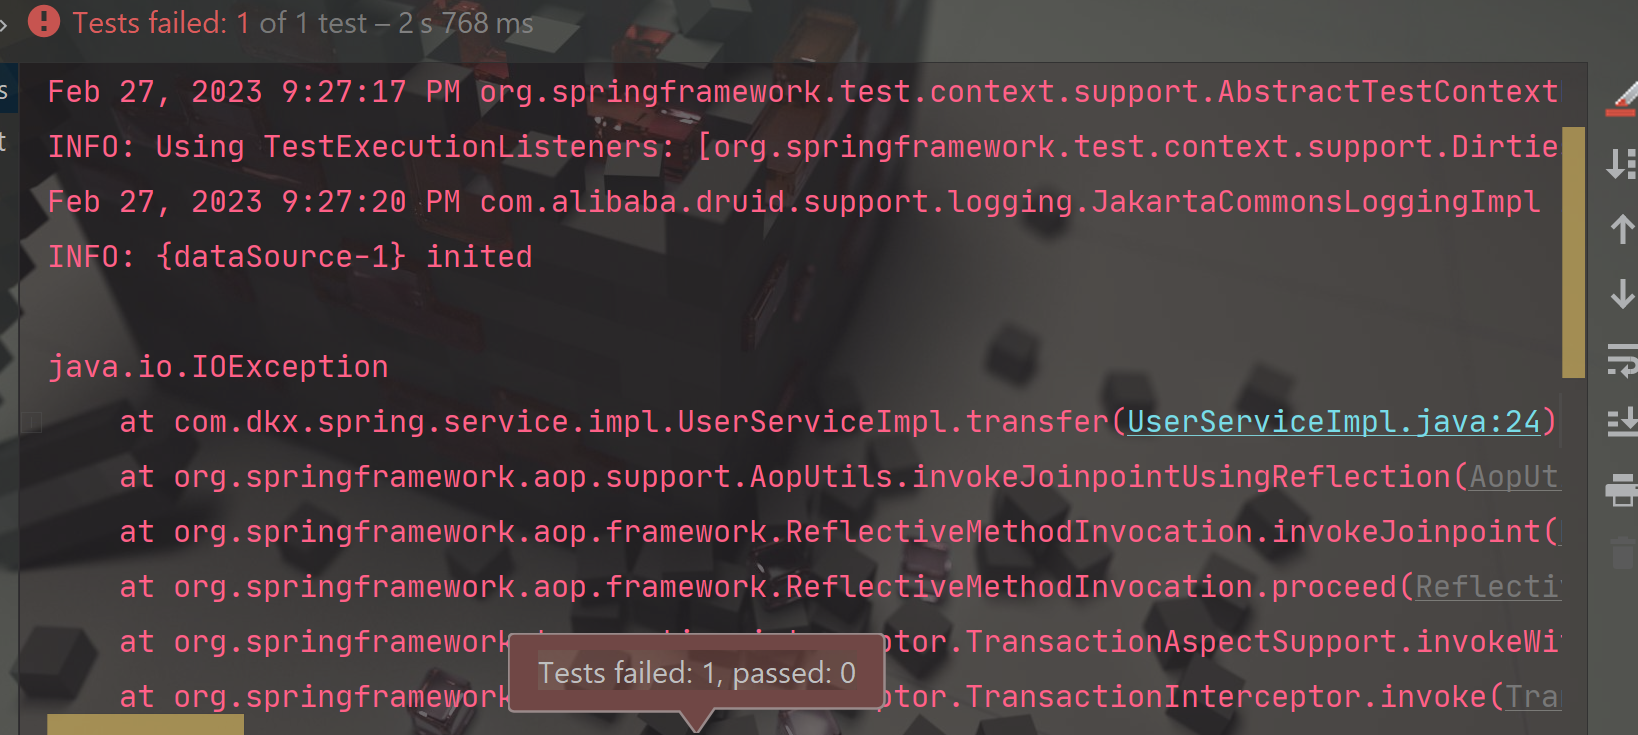 Tests failed: 1 of 1 test – 2 s 768 ms
Feb 27, 2023 9:27:17 PM org.springframework.test.context.support.AbstractTestContext
INFO: Using TestExecutionListeners: [org.springframework.test.context.support.Dirtie
Feb 27, 2023 9:27:20 PM com.alibaba.druid.support.logging.JakartaCommonsLoggingImpl
INFO: {dataSource-1} inited
java.io.IOException
at com.dkx.spring.service.impl.UserServiceImpl.transfer(UserServiceImpl.java:24)
at org.springframework.aop.support.AopUtils.invokeJoinpointUsingReflection(AopUt
at org.springframework.aop.framework.ReflectiveMethodInvocation.invokeJoinpoint(
at org.springframework.aop.framework.ReflectiveMethodInvocation.proceed(Reflecti
at org.springframework ptor.TransactionAspectSupport.invokeWi
Tests failed: 1, passed: 0
at org.springframework ptor.TransactionInterceptor.invoke(Tra